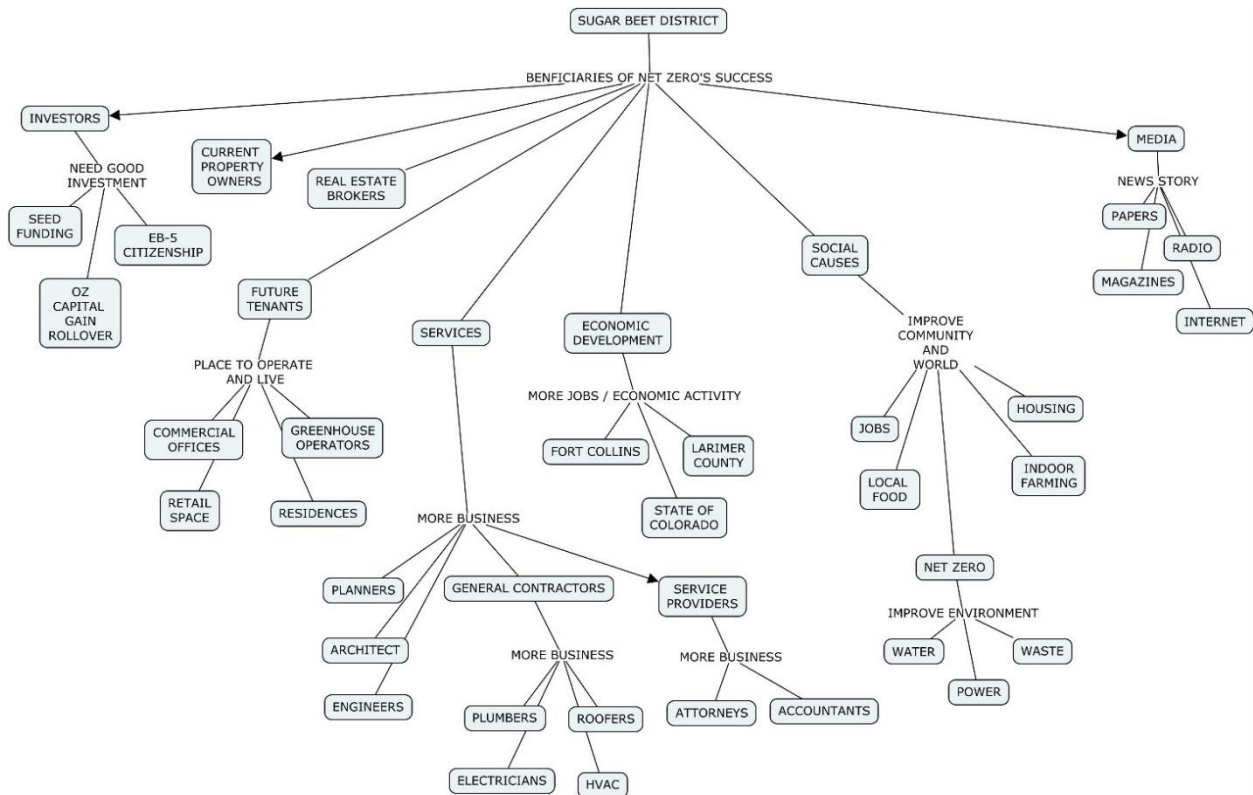 SUGAR BEET DISTRICT
BENFICIARIES OF NET ZERO'S SUCCESS
INVESTORS
NEED GOOD
INVESTMENT
SEED
FUNDING
EB-5
CITIZENSHIP
OZ
CAPITAL
GAIN
ROLLOVER
CURRENT
PROPERTY
OWNERS
REAL ESTATE
BROKERS
FUTURE
TENANTS
PLACE TO OPERATE
AND LIVE
COMMERCIAL
OFFICES
GREENHOUSE
OPERATORS
RETAIL
SPACE
RESIDENCES
SERVICES
MORE BUSINESS
PLANNERS
ARCHITECT
ENGINEERS
GENERAL CONTRACTORS
MORE BUSINESS
PLUMBERS
ROOFERS
ELECTRICIANS
HVAC
SERVICE
PROVIDERS
MORE BUSINESS
ATTORNEYS
ACCOUNTANTS
ECONOMIC
DEVELOPMENT
MORE JOBS / ECONOMIC ACTIVITY
FORT COLLINS
LARIMER
COUNTY
STATE OF
COLORADO
SOCIAL
CAUSES
IMPROVE
COMMUNITY
AND
WORLD
JOBS
HOUSING
LOCAL
FOOD
INDOOR
FARMING
NET ZERO
IMPROVE ENVIRONMENT
WATER
WASTE
POWER
MEDIA
NEWS STORY
PAPERS
RADIO
MAGAZINES
INTERNET